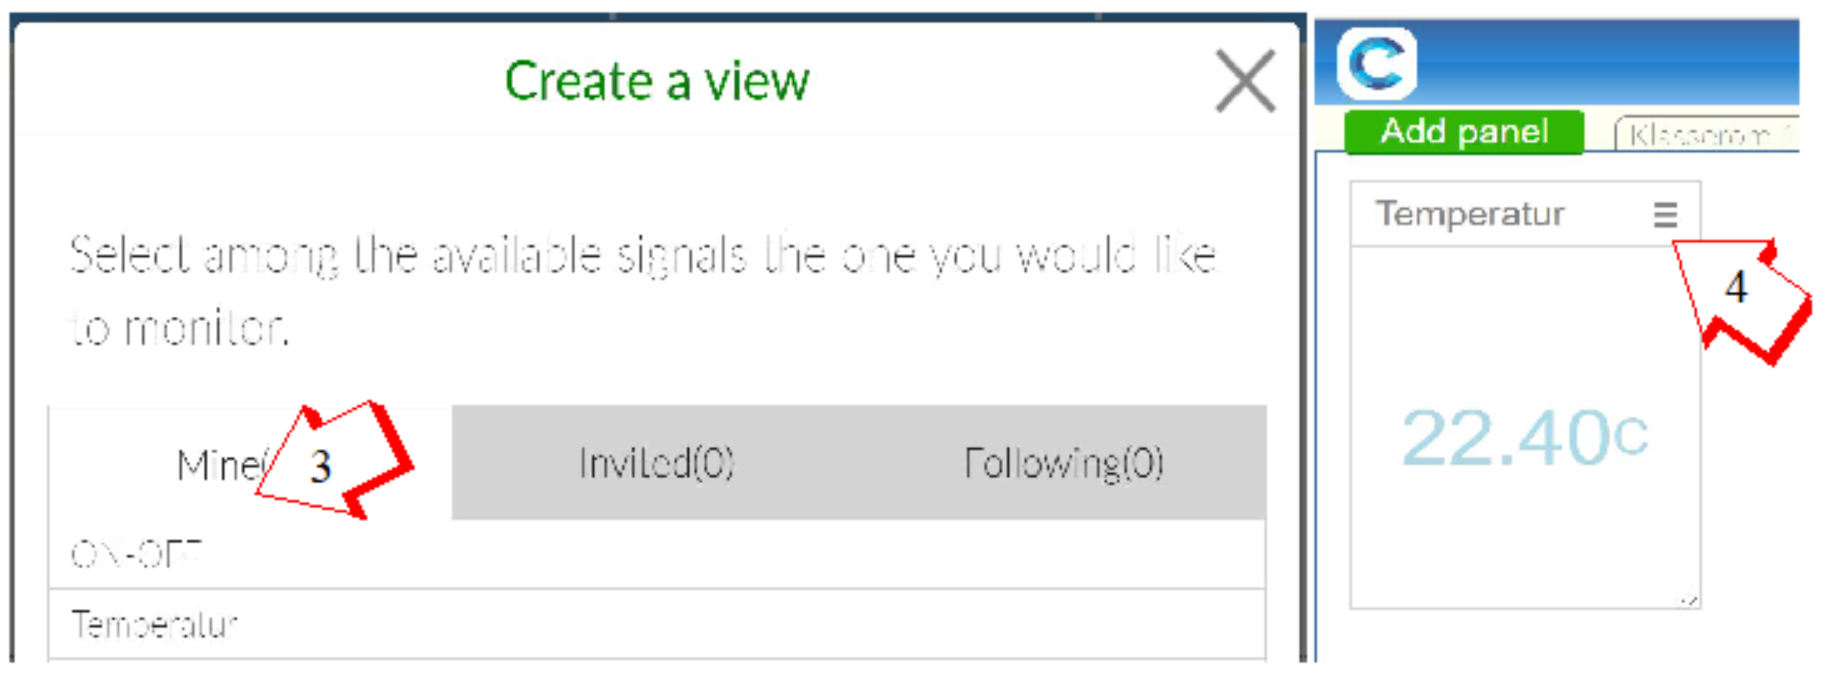 Create a view
Select among the available signals the one you would like
to monitor.
Mine(
3
Invited(0)
Following(0)
ON-OFF
Temperatur
C
Add panel
Klasserom
Temperatur
4
22.40C